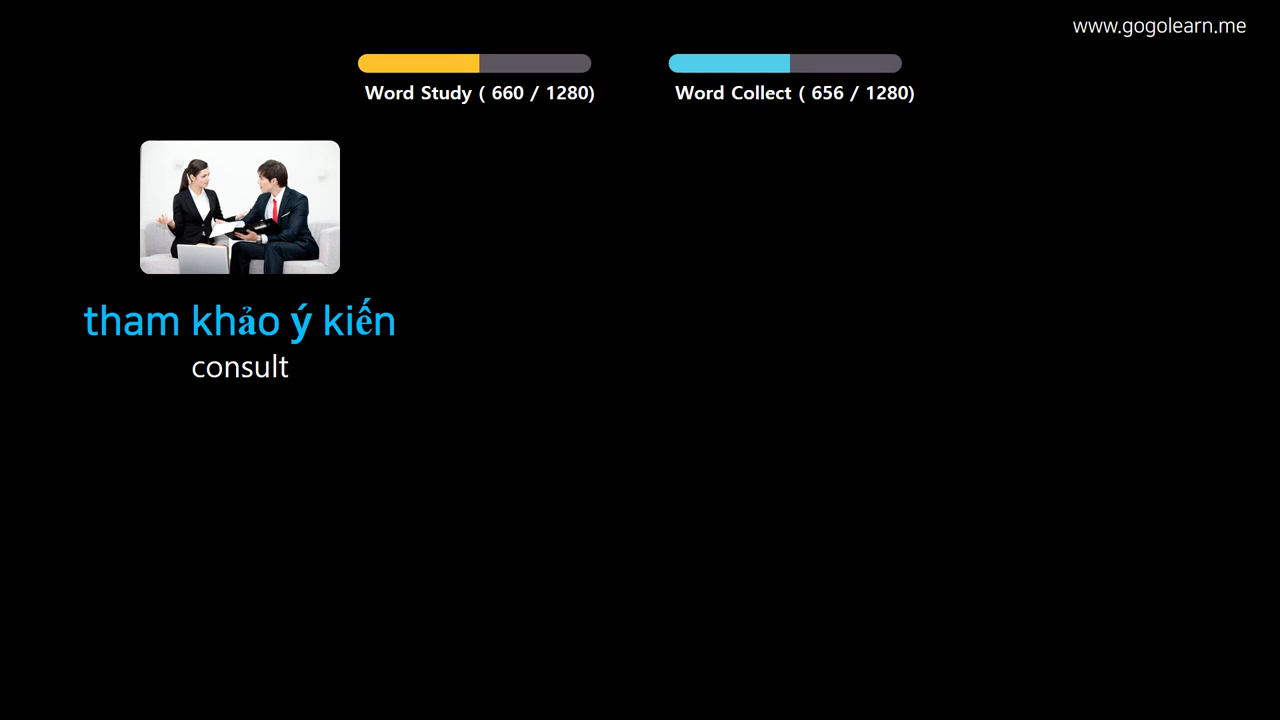 www.gogolearn.me
Word Study ( 660 / 1280)
Word Collect ( 656 / 1280)
tham khảo ý kiến
consult